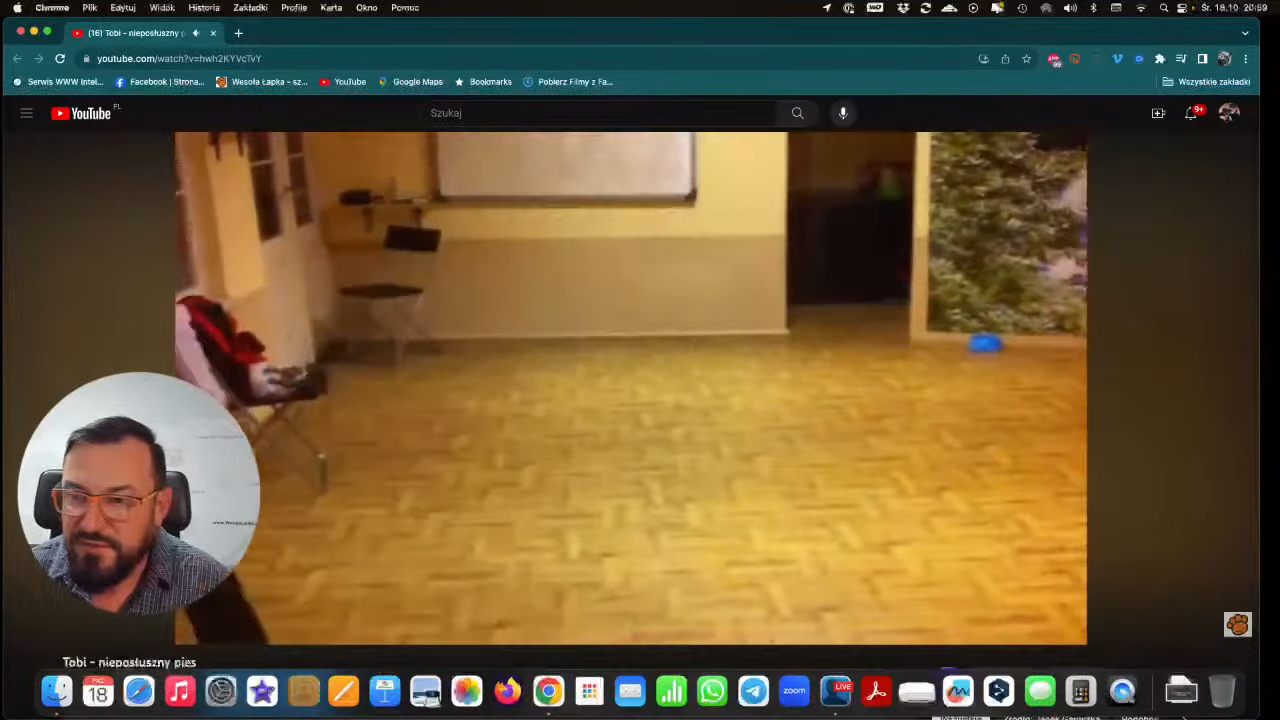 Chrome Plik Edytuj Widok Historia Zakładki Profile Karta Okno Pomoc Śr. 18.10 20:59
(16) Tobi - nieposłuszny p
youtube.com/watch?v=hwh2KYVcTvY
Serwis WWW Intel... Facebook | Strona... Wesoła Łapka - sz... YouTube Google Maps Bookmarks Pobierz Filmy z Fa... Wszystkie zakładki
YouTube PL Szukaj 9+
Tobi - nieposłuszny pies
PAŹ
18
LIVE
zoom